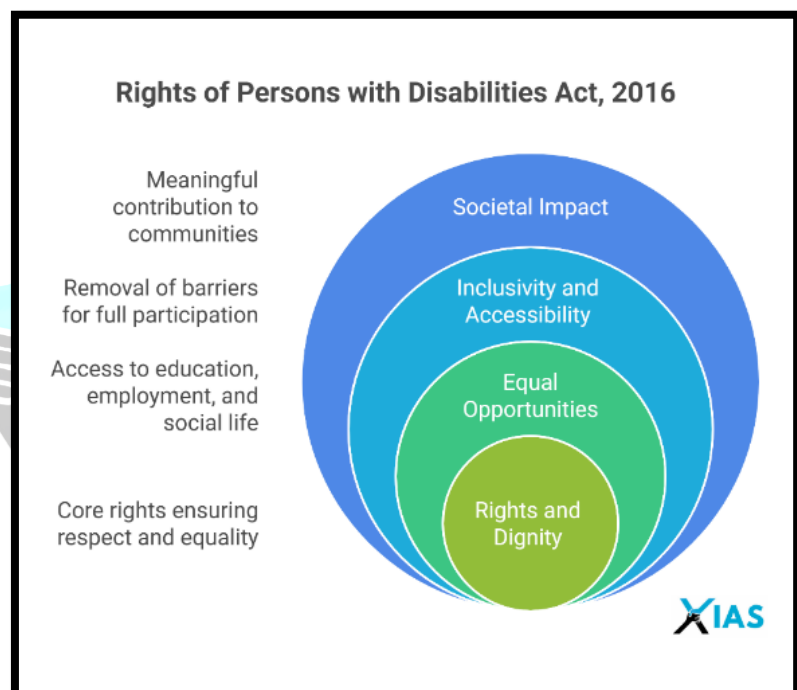 Rights of Persons with Disabilities Act, 2016
Meaningful
contribution to
communities
Societal Impact
Removal of barriers
for full participation
Inclusivity and
Accessibility
Access to education,
employment, and
social life
Equal
Opportunities
Core rights ensuring
respect and equality
Rights and
Dignity
XIAS